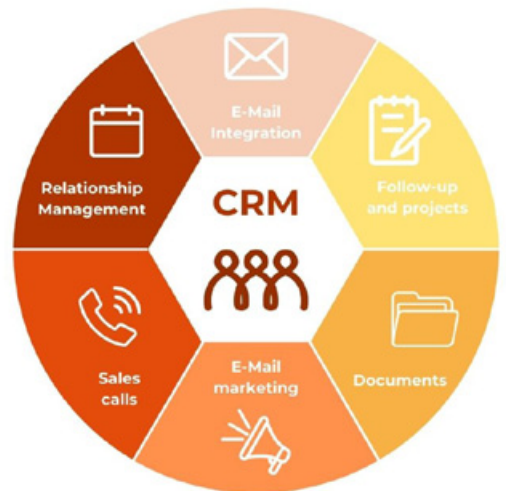 E-Mail
Integration
Follow-up
and projects
Documents
E-Mail
marketing
Sales
calls
Relationship
Management
CRM